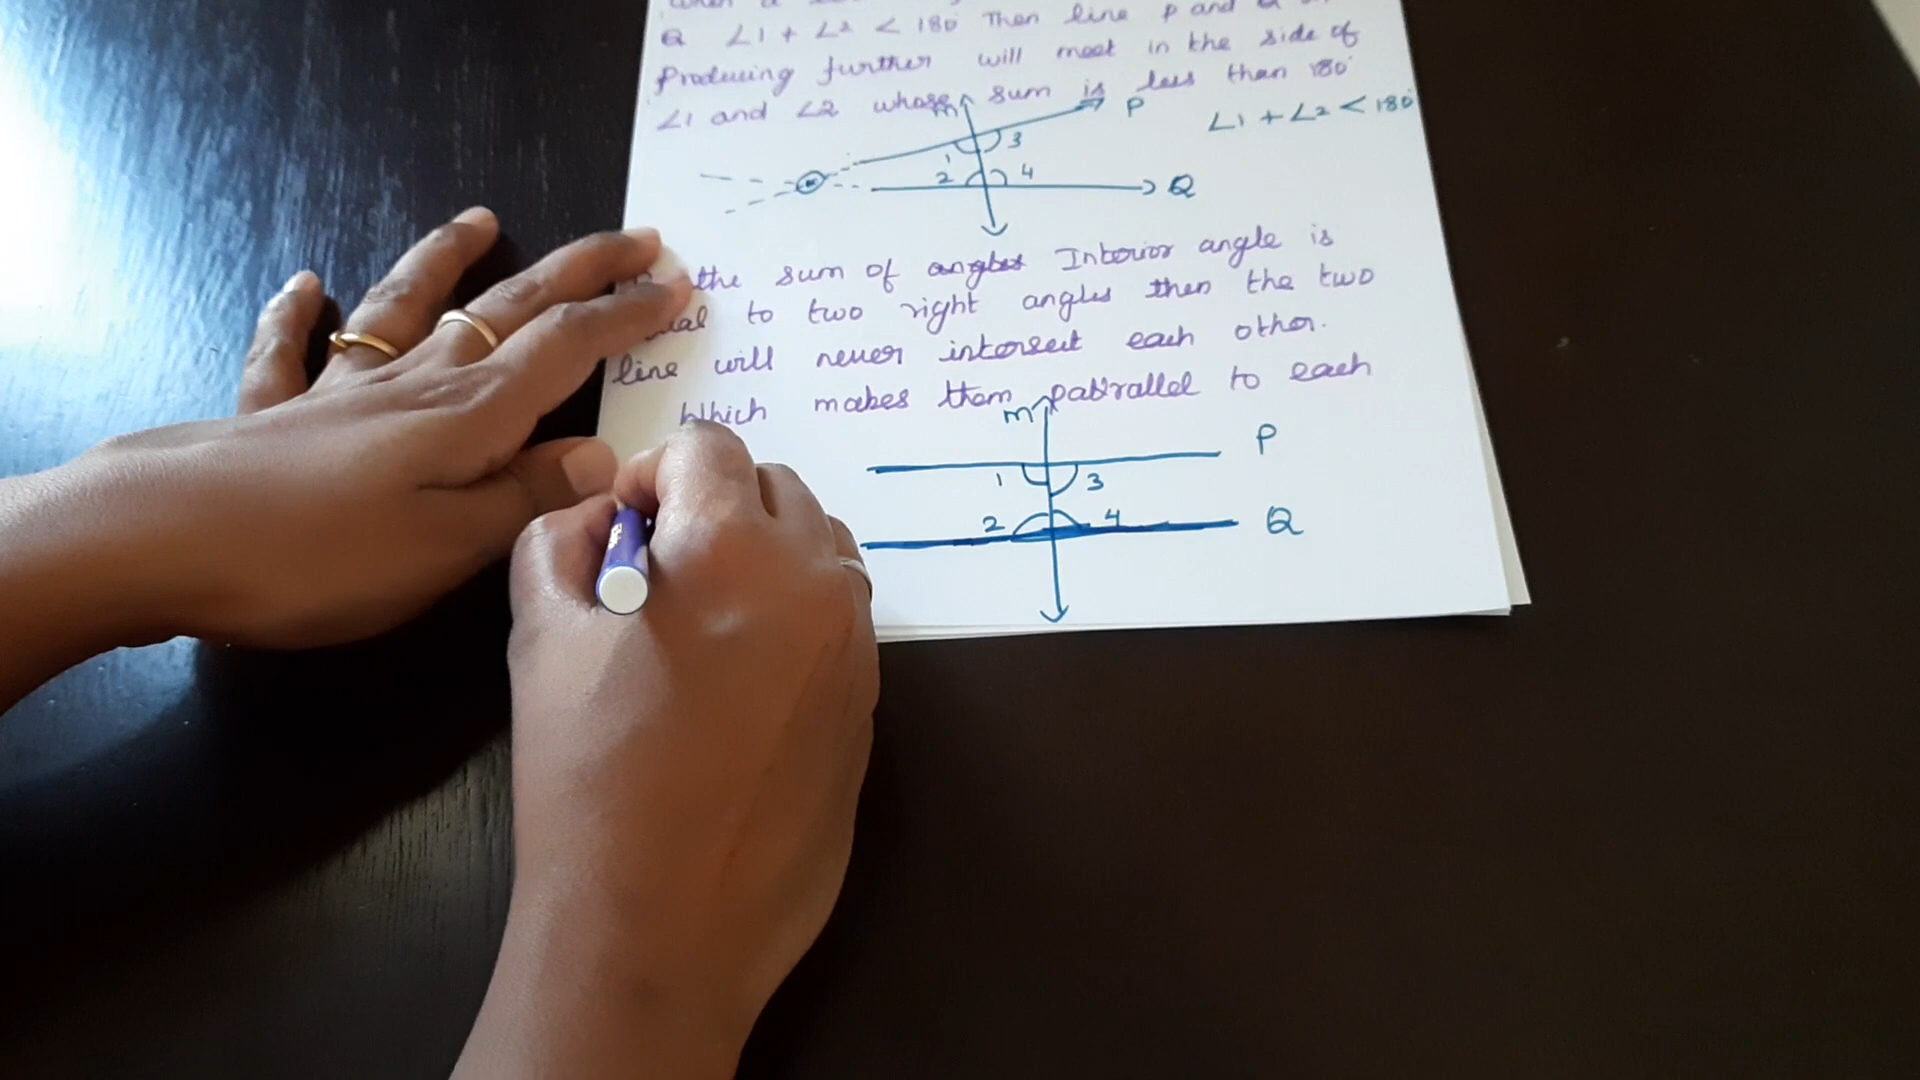 Q ∠1 + ∠2 < 180° Then line P and
Producing further will meet in the side of
∠1 and ∠2 whose sum is less than 180°
m P ∠1 + ∠2 < 180°
1 3
2 4 Q
the sum of angles Interior angle is
to two right angles then the two
line will never intersect each other.
Which makes them parallel to each
m P
1 3
2 4 Q